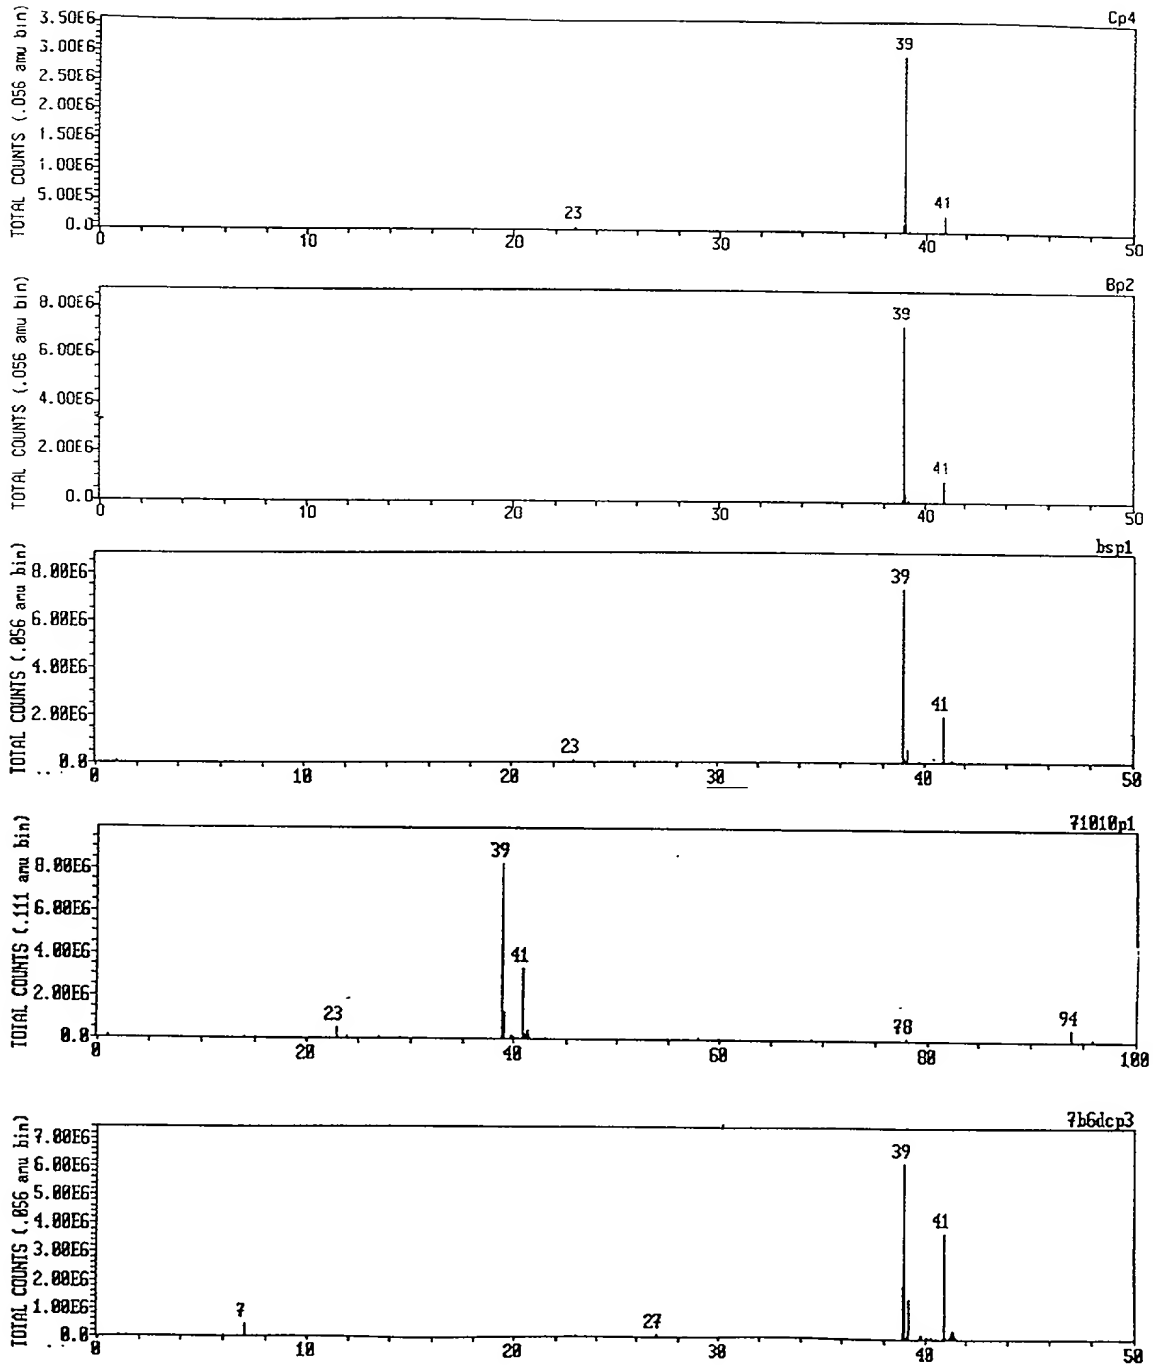 Cp4
TOTAL COUNTS (.056 amu bin)
3.50E6
3.00E6
2.50E6
2.00E6
1.50E6
1.00E6
5.00E5
0.0
39
23
41
0 10 20 30 40 50
Bp2
TOTAL COUNTS (.056 amu bin)
8.00E6
6.00E6
4.00E6
2.00E6
0.0
39
41
0 10 20 30 40 50
bsp1
TOTAL COUNTS (.056 amu bin)
8.00E6
6.00E6
4.00E6
2.00E6
0.0
39
41
23
0 10 20 30 40 50
71010p1
TOTAL COUNTS (.111 amu bin)
8.00E6
6.00E6
4.00E6
2.00E6
0.0
39
41
23
78
94
0 20 40 60 80 100
7b6dcp3
TOTAL COUNTS (.056 amu bin)
7.00E6
6.00E6
5.00E6
4.00E6
3.00E6
2.00E6
1.00E6
0.0
39
41
7
27
0 10 20 30 40 50